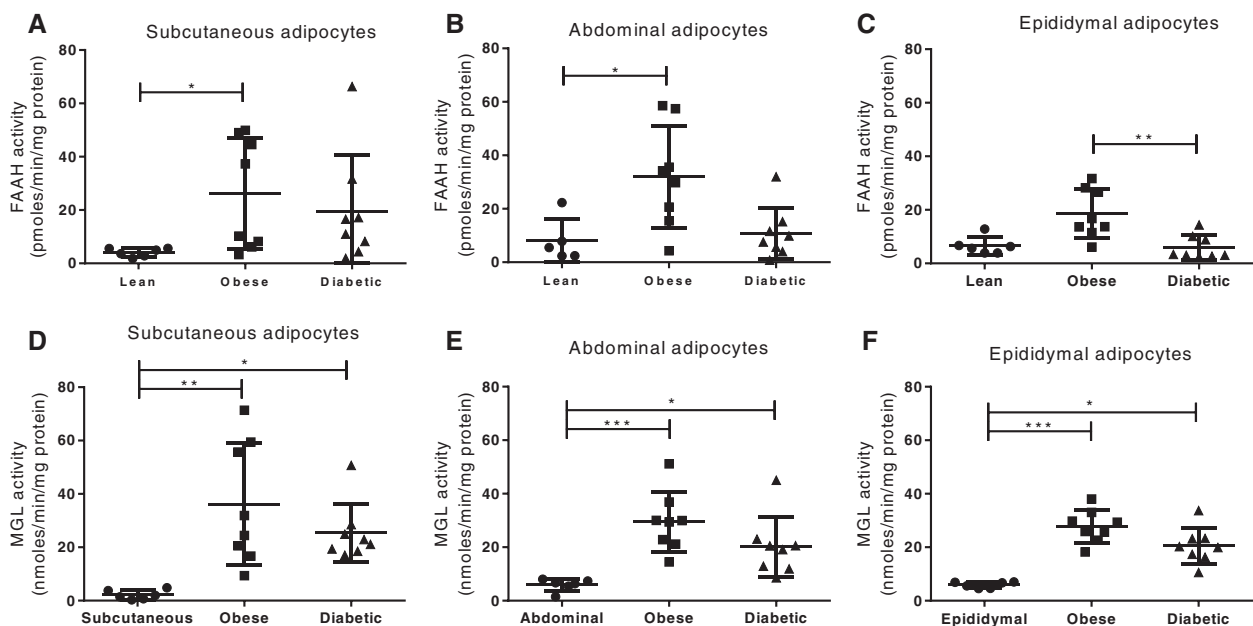 A
Subcutaneous adipocytes
FAAH activity
(pmoles/min/mg protein)
80
60
40
20
0
*
Lean
Obese
Diabetic
B
Abdominal adipocytes
FAAH activity
(pmoles/min/mg protein)
80
60
40
20
0
*
Lean
Obese
Diabetic
C
Epididymal adipocytes
FAAH activity
(pmoles/min/mg protein)
80
60
40
20
0
**
Lean
Obese
Diabetic
D
Subcutaneous adipocytes
MGL activity
(nmoles/min/mg protein)
80
60
40
20
0
*
**
Subcutaneous
Obese
Diabetic
E
Abdominal adipocytes
MGL activity
(nmoles/min/mg protein)
80
60
40
20
0
*
***
Abdominal
Obese
Diabetic
F
Epididymal adipocytes
MGL activity
(nmoles/min/mg protein)
80
60
40
20
0
*
***
Epididymal
Obese
Diabetic